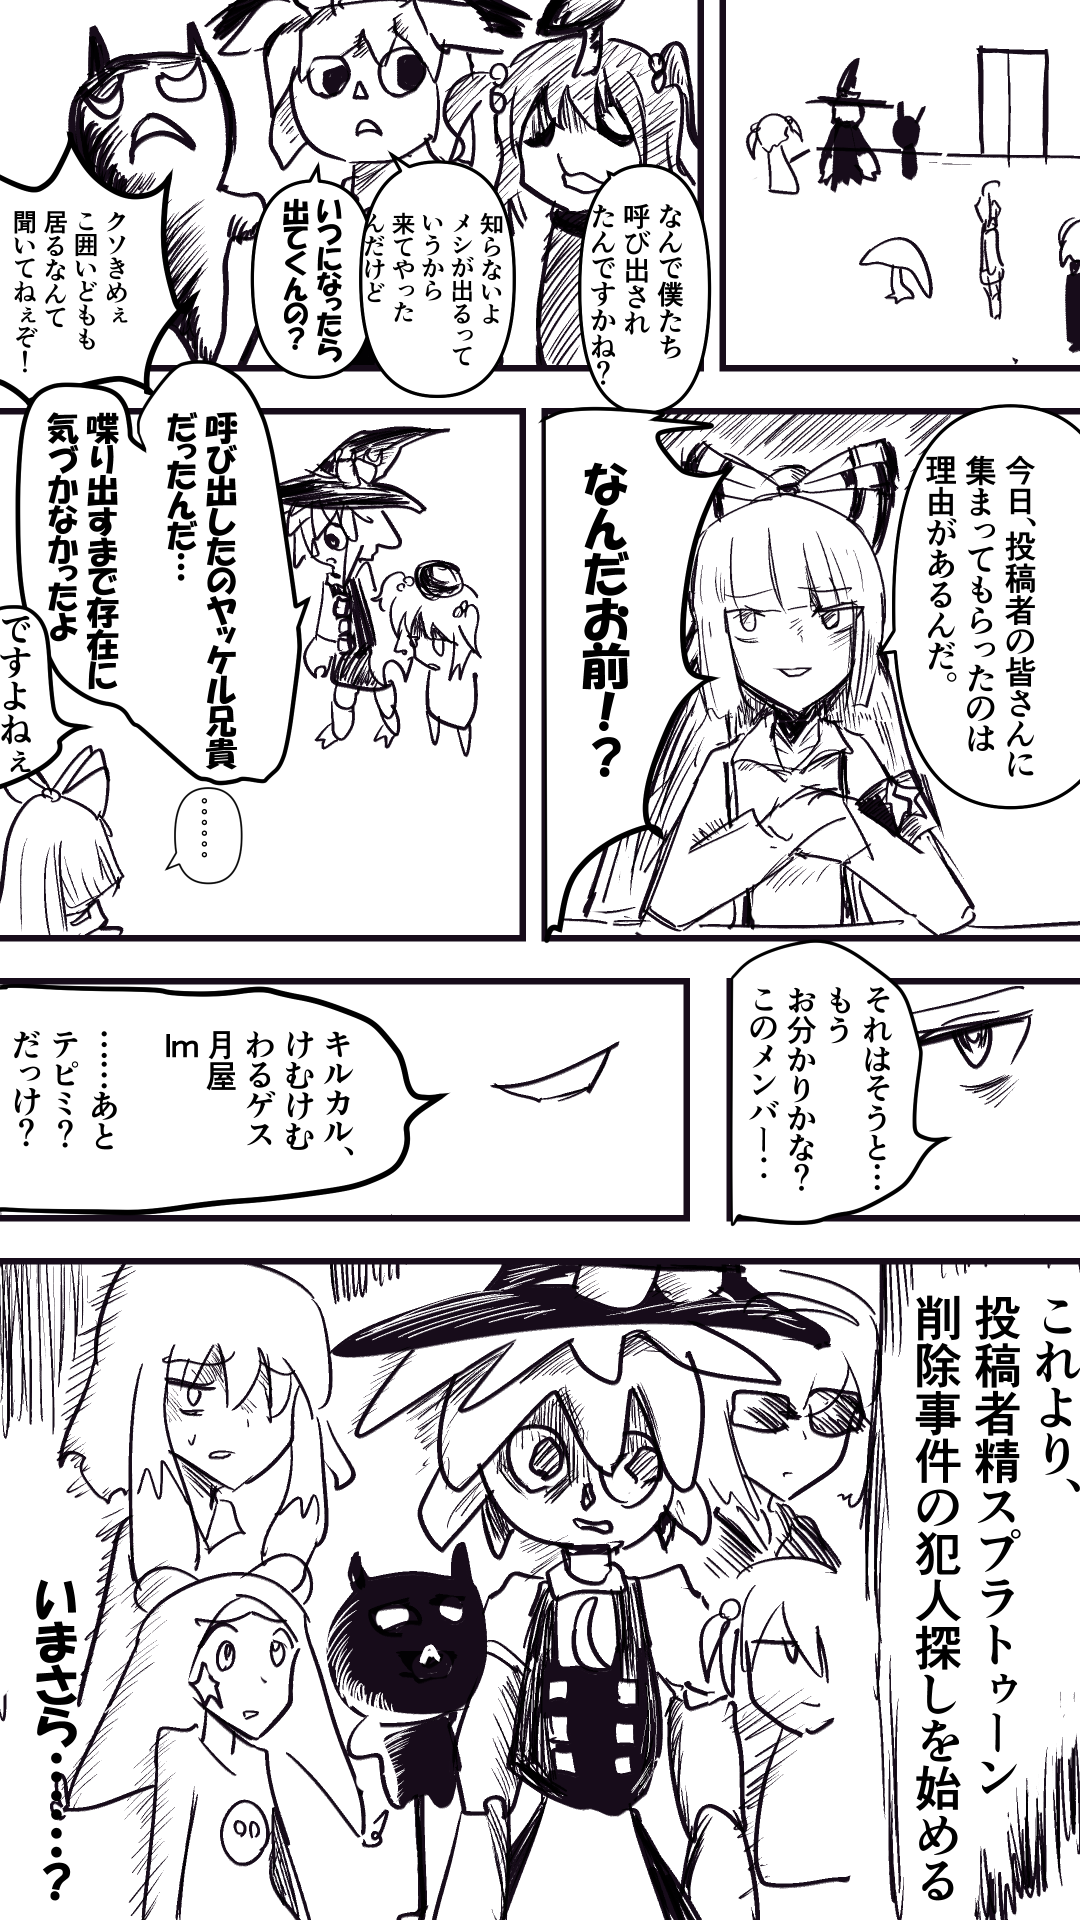 なんで僕たち
呼び出され
たんですかね？
知らないよ
メシが出るって
いうから
来てやった
んだけど
いつになったら
出てくんの？
クソきめぇ
こ囲いどもも
居るなんて
聞いてねぇぞ！
今日、投稿者の皆さんに
集まってもらったのは
理由があるんだ。
なんだお前！？
呼び出したのヤッケル兄貴
だったんだ…
喋り出すまで存在に
気づかなかったよ
ですよねぇ
……
それはそうと…
もう
お分かりかな？
このメンバー‥
キルカル、
けむけむ
わるゲス
月屋
Im
……あと
テピミ？
だっけ？
これより、
投稿者精スプラトゥーン
削除事件の犯人探しを始める
いまさら……？